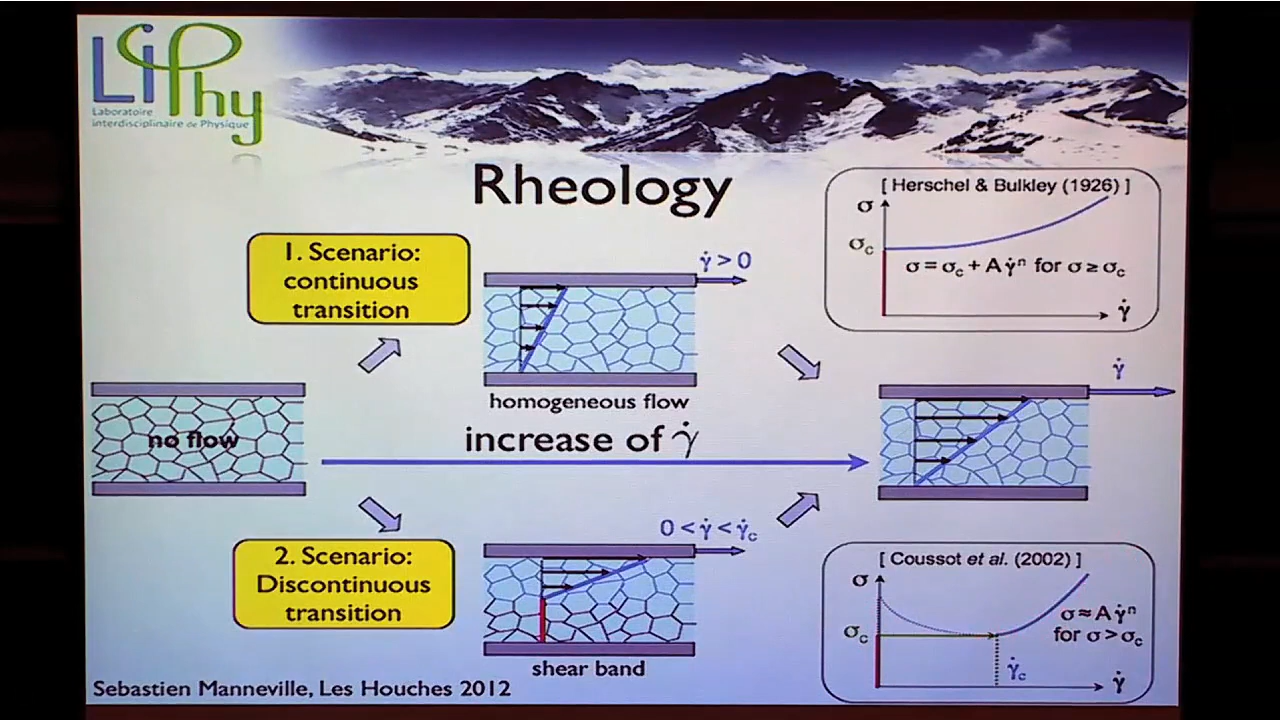 LiPhy
Laboratoire
interdisciplinaire de Physique
Rheology
[ Herschel & Bulkley (1926) ]
σ
σc
σ = σc + A γ̇ⁿ for σ ≥ σc
γ̇
1. Scenario:
continuous
transition
γ̇ > 0
homogeneous flow
no flow
increase of γ̇
γ̇
2. Scenario:
Discontinuous
transition
0 < γ̇ < γ̇c
shear band
[ Coussot et al. (2002) ]
σ
σc
σ ≈ A γ̇ⁿ
for σ > σc
γ̇c
γ̇
Sebastien Manneville, Les Houches 2012